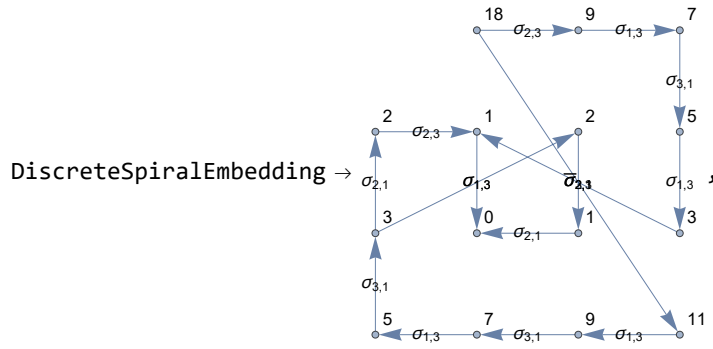 18 9 7
σ2,3 σ1,3
σ3,1
2 1 2 5
σ2,3
DiscreteSpiralEmbedding → ,
σ2,1 σ1,3 σ1,3
3 0 1 3
σ2,1
σ3,1
5 7 9 11
σ1,3 σ3,1 σ1,3